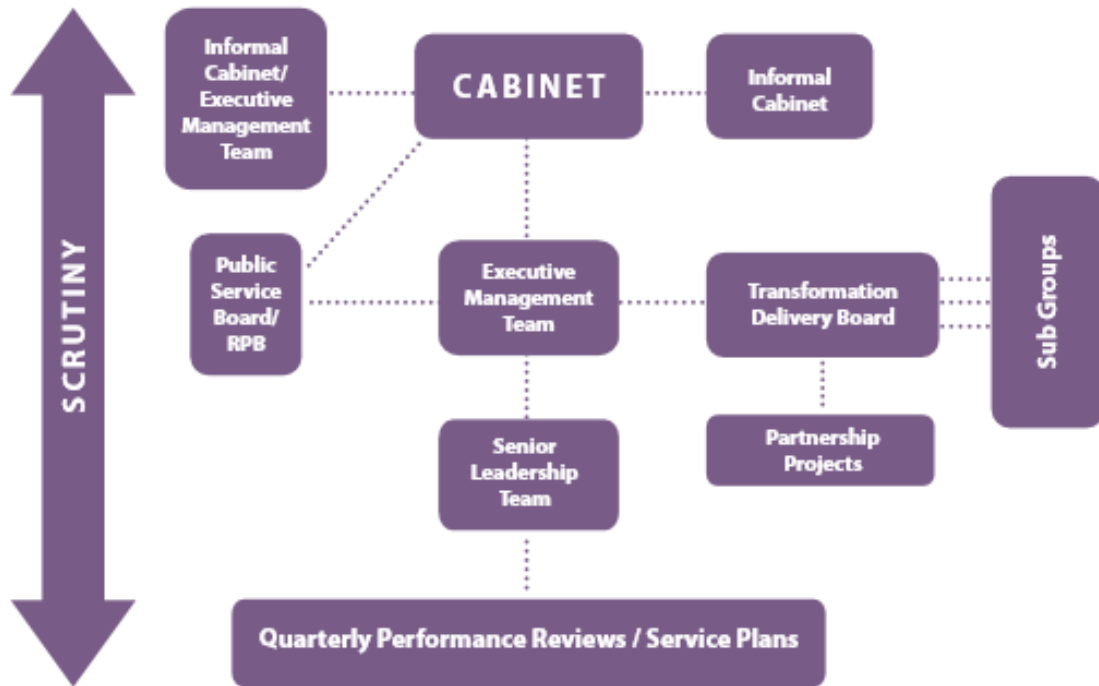 SCRUTINY
Informal
Cabinet/
Executive
Management
Team
CABINET
Informal
Cabinet
Public
Service
Board/
RPB
Executive
Management
Team
Transformation
Delivery Board
Sub Groups
Senior
Leadership
Team
Partnership
Projects
Quarterly Performance Reviews / Service Plans